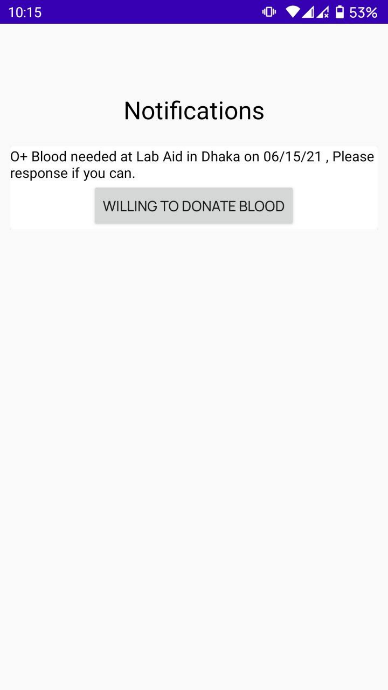 10:15
53%
Notifications
O+ Blood needed at Lab Aid in Dhaka on 06/15/21 , Please
response if you can.
WILLING TO DONATE BLOOD